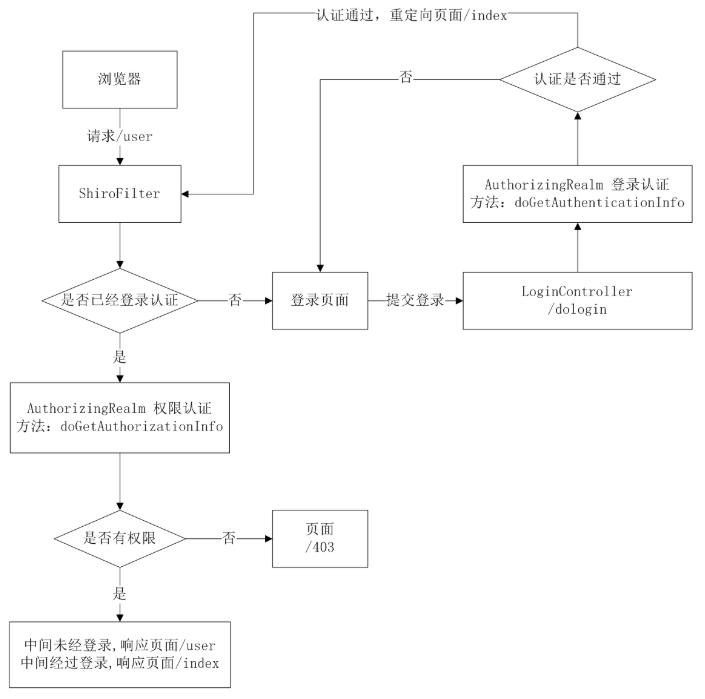 认证通过，重定向页面/index
浏览器
否
认证是否通过
请求/user
ShiroFilter
AuthorizingRealm 登录认证
方法：doGetAuthenticationInfo
是否已经登录认证
否
登录页面
提交登录
LoginController
/dologin
是
AuthorizingRealm 权限认证
方法：doGetAuthorizationInfo
是否有权限
否
页面
/403
是
中间未经登录,响应页面/user
中间经过登录,响应页面/index